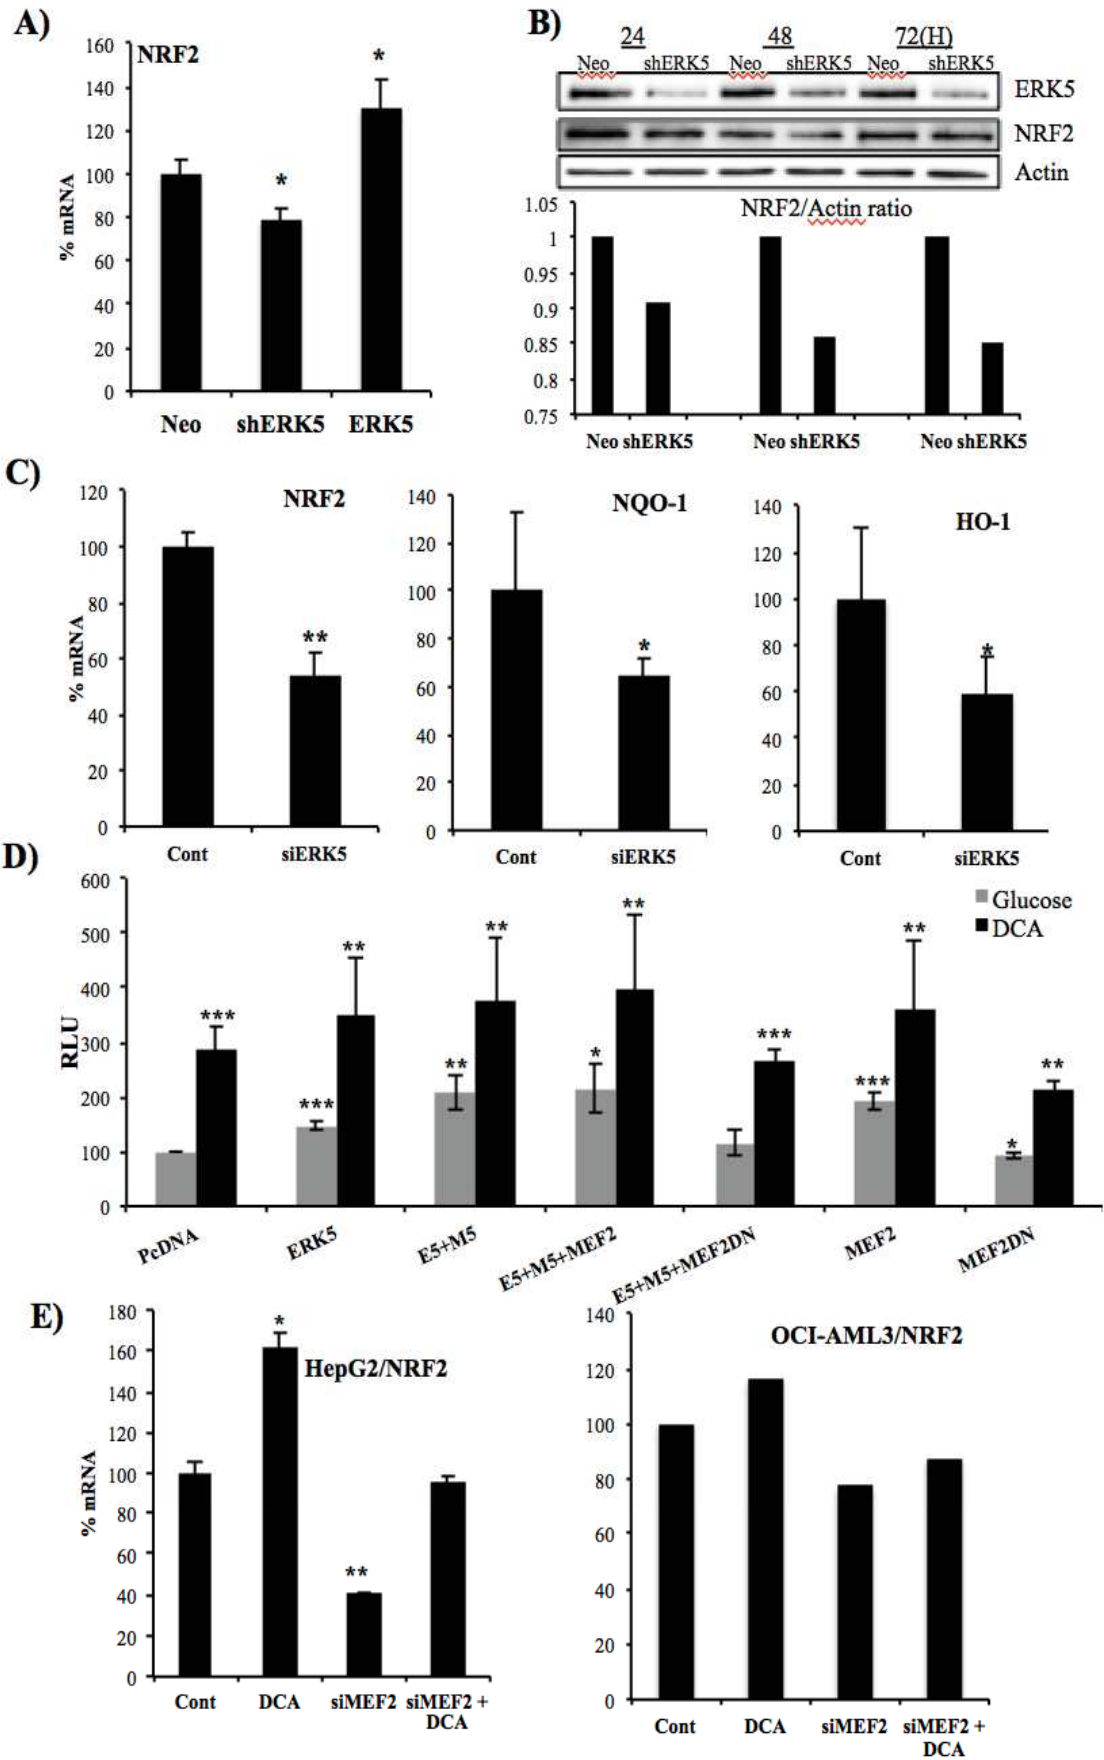 A)
NRF2
160
140
120
100
80
60
40
20
0
% mRNA
* *
Neo shERK5 ERK5
B)
24 48 72(H)
Neo shERK5 Neo shERK5 Neo shERK5
ERK5
NRF2
Actin
NRF2/Actin ratio
1.05
1
0.95
0.9
0.85
0.8
0.75
Neo shERK5 Neo shERK5 Neo shERK5
C)
NRF2
120
100
80
60
40
20
0
% mRNA
**
Cont siERK5
NQO-1
140
120
100
80
60
40
20
0
*
Cont siERK5
HO-1
140
120
100
80
60
40
20
0
*
Cont siERK5
D)
600
500
400
300
200
100
0
RLU
Glucose
DCA
*** *** ** ** ** * ** *** *** ** * **
PcDNA ERK5 E5+M5 E5+M5+MEF2 E5+M5+MEF2DN MEF2 MEF2DN
E)
HepG2/NRF2
180
160
140
120
100
80
60
40
20
0
% mRNA
* **
Cont DCA siMEF2 siMEF2 +
DCA
OCI-AML3/NRF2
140
120
100
80
60
40
20
0
Cont DCA siMEF2 siMEF2 +
DCA